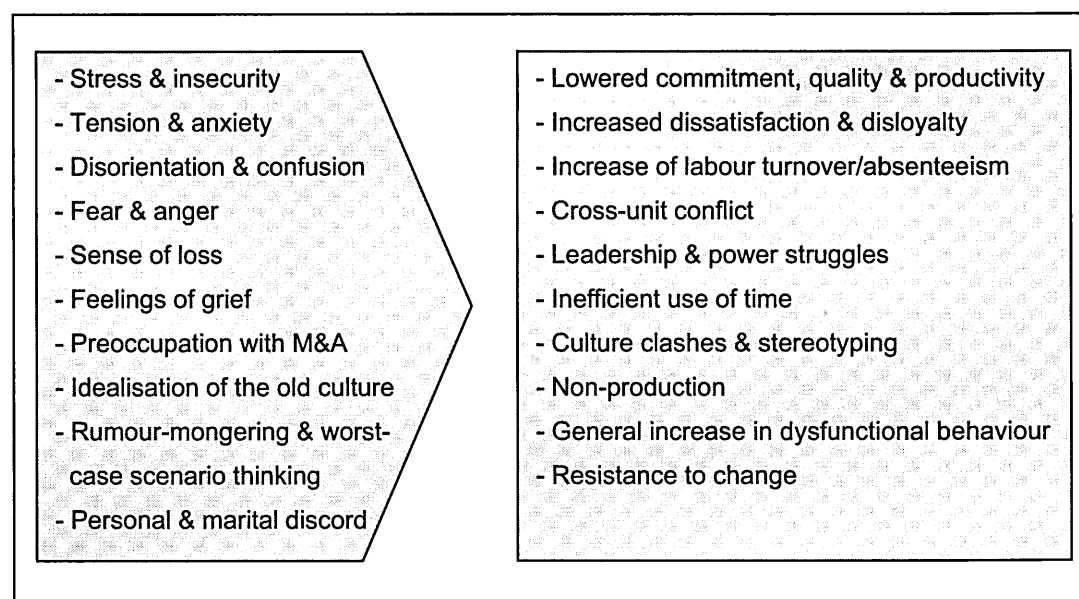 - Stress & insecurity
- Tension & anxiety
- Disorientation & confusion
- Fear & anger
- Sense of loss
- Feelings of grief
- Preoccupation with M&A
- Idealisation of the old culture
- Rumour-mongering & worst-
case scenario thinking
- Personal & marital discord
- Lowered commitment, quality & productivity
- Increased dissatisfaction & disloyalty
- Increase of labour turnover/absenteeism
- Cross-unit conflict
- Leadership & power struggles
- Inefficient use of time
- Culture clashes & stereotyping
- Non-production
- General increase in dysfunctional behaviour
- Resistance to change